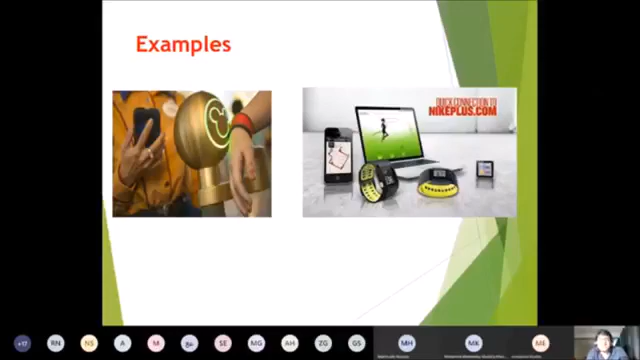 Examples
QUICK CONNECTION TO
NIKEPLUS.COM
+17
RN
NS
A
M
SE
MG
AH
ZG
GS
MH
MK
ME